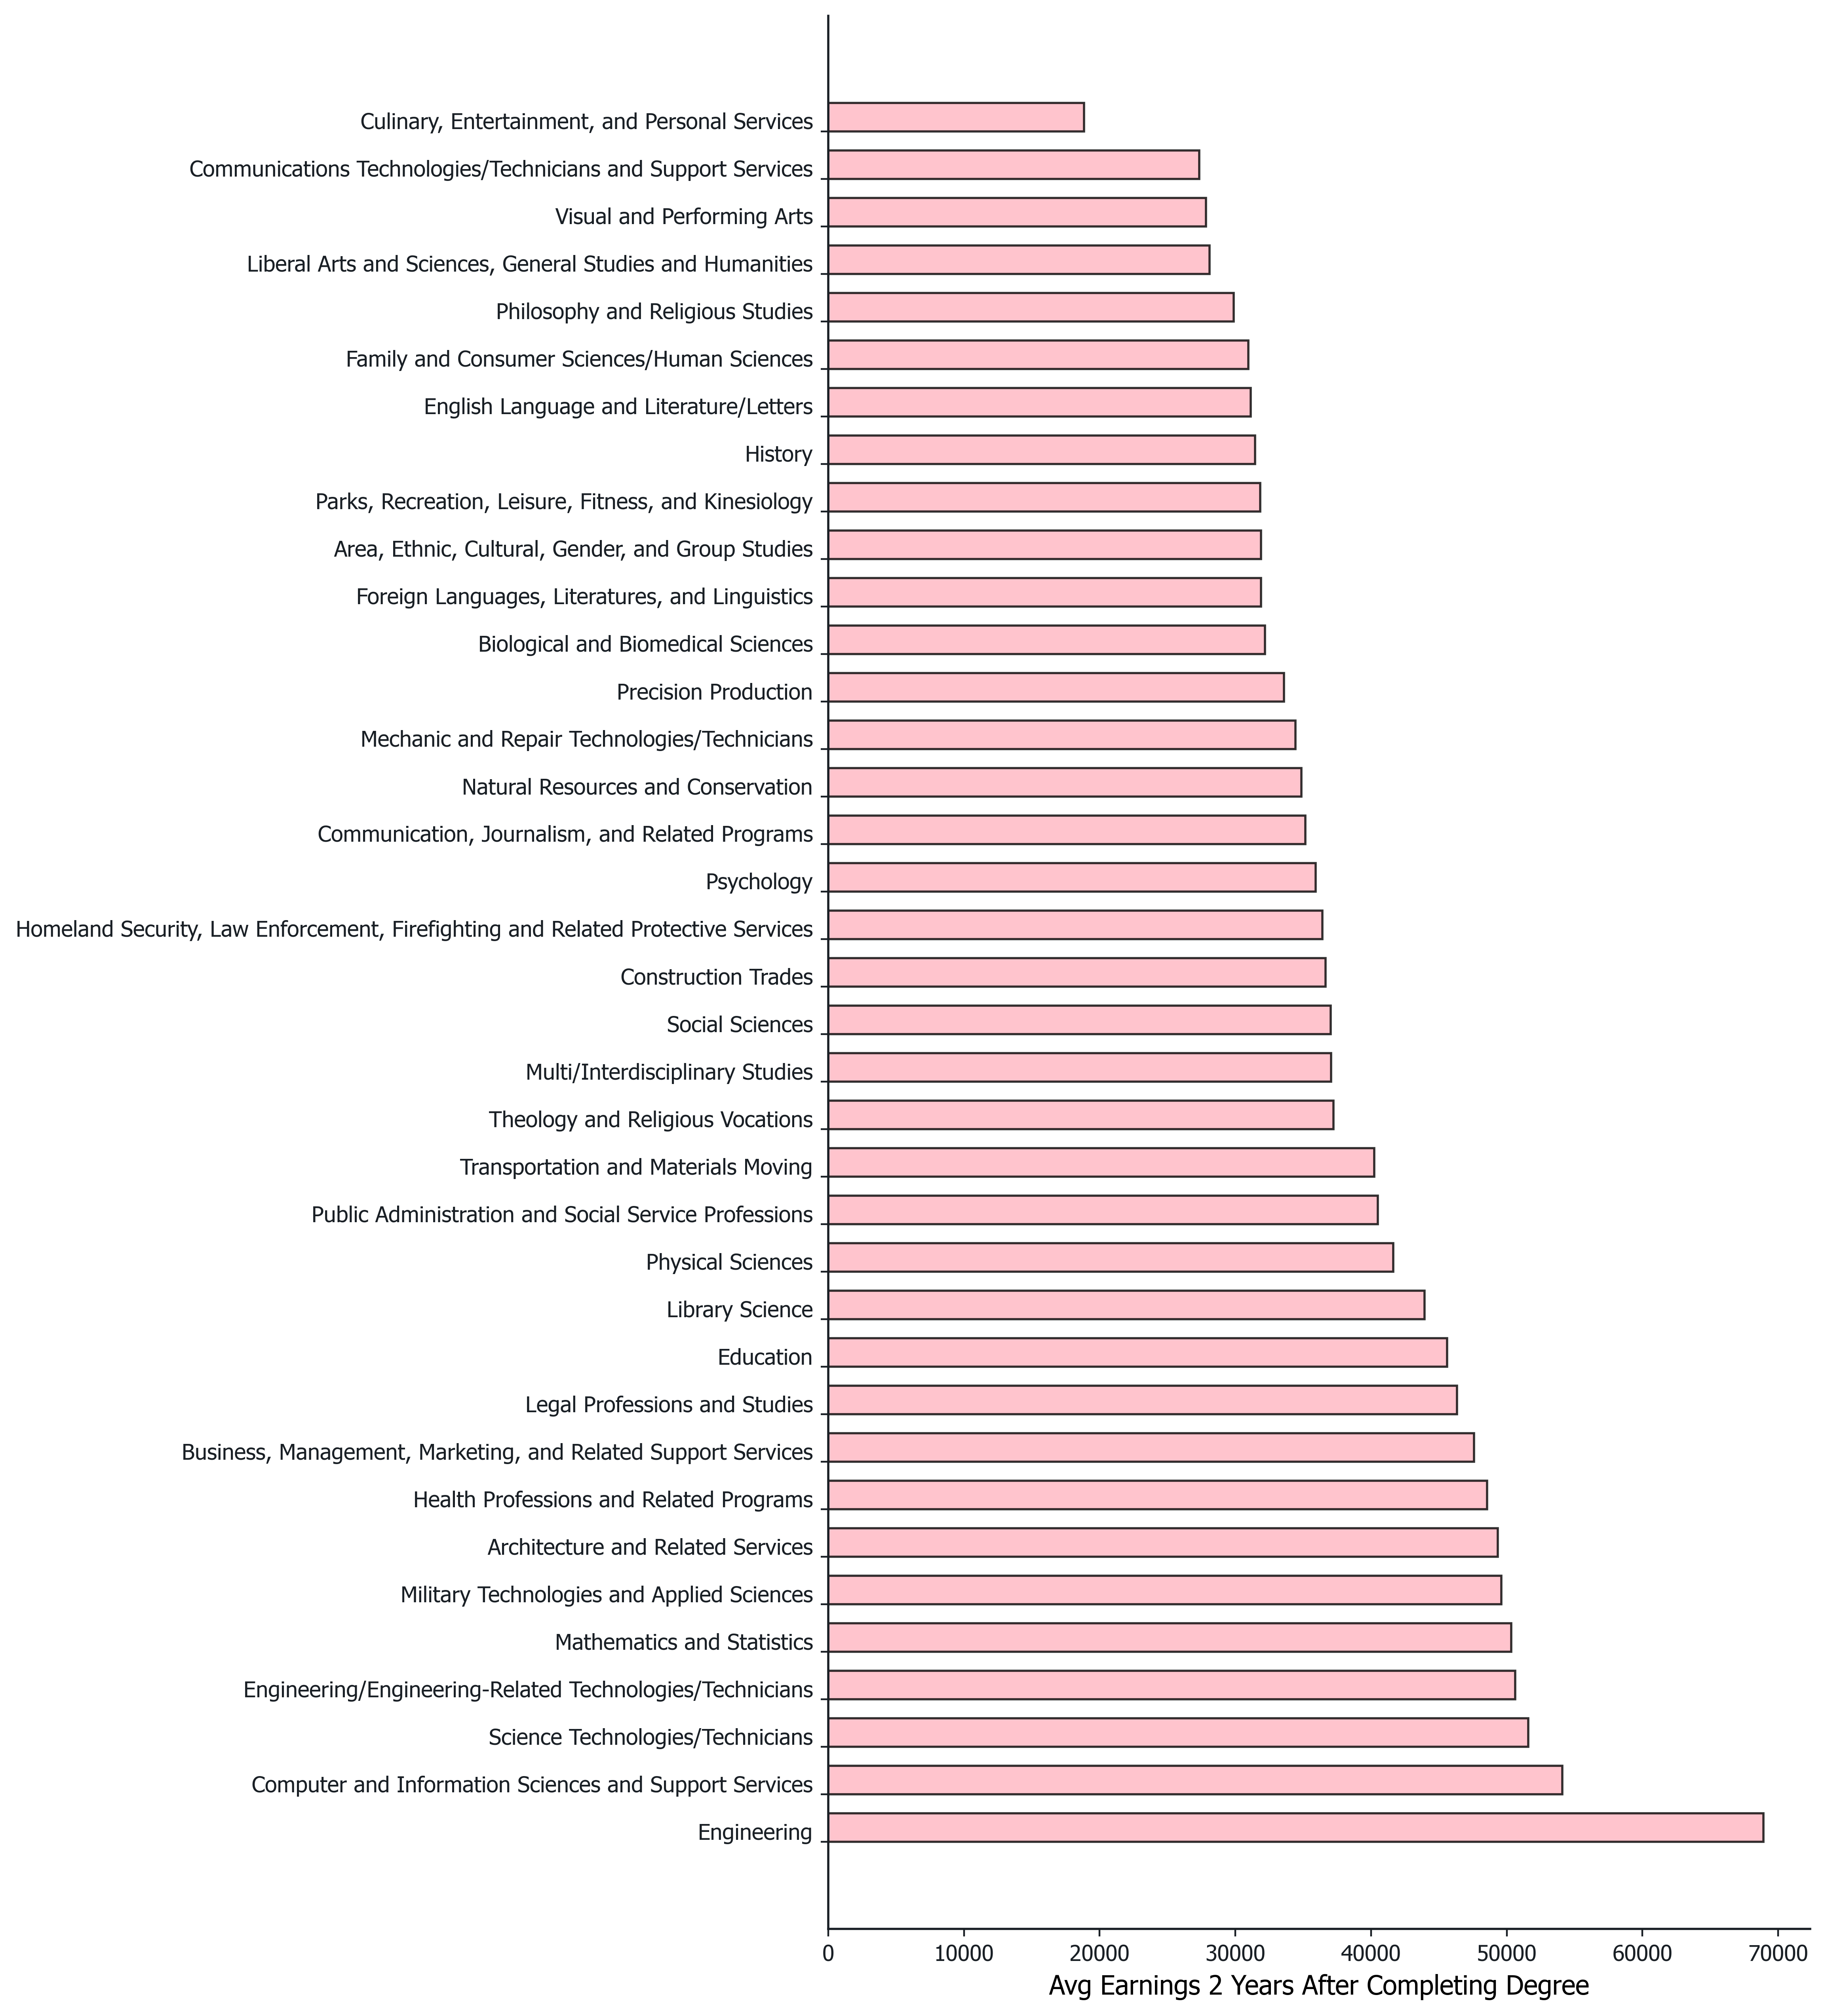 Culinary, Entertainment, and Personal Services
Communications Technologies/Technicians and Support Services
Visual and Performing Arts
Liberal Arts and Sciences, General Studies and Humanities
Philosophy and Religious Studies
Family and Consumer Sciences/Human Sciences
English Language and Literature/Letters
History
Parks, Recreation, Leisure, Fitness, and Kinesiology
Area, Ethnic, Cultural, Gender, and Group Studies
Foreign Languages, Literatures, and Linguistics
Biological and Biomedical Sciences
Precision Production
Mechanic and Repair Technologies/Technicians
Natural Resources and Conservation
Communication, Journalism, and Related Programs
Psychology
Homeland Security, Law Enforcement, Firefighting and Related Protective Services
Construction Trades
Social Sciences
Multi/Interdisciplinary Studies
Theology and Religious Vocations
Transportation and Materials Moving
Public Administration and Social Service Professions
Physical Sciences
Library Science
Education
Legal Professions and Studies
Business, Management, Marketing, and Related Support Services
Health Professions and Related Programs
Architecture and Related Services
Military Technologies and Applied Sciences
Mathematics and Statistics
Engineering/Engineering-Related Technologies/Technicians
Science Technologies/Technicians
Computer and Information Sciences and Support Services
Engineering
0 10000 20000 30000 40000 50000 60000 70000
Avg Earnings 2 Years After Completing Degree